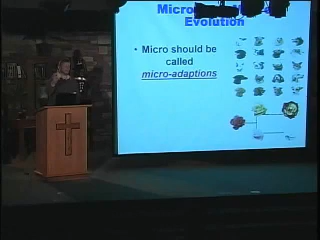 Micro
Evolution
• Micro should be
called
micro-adaptions